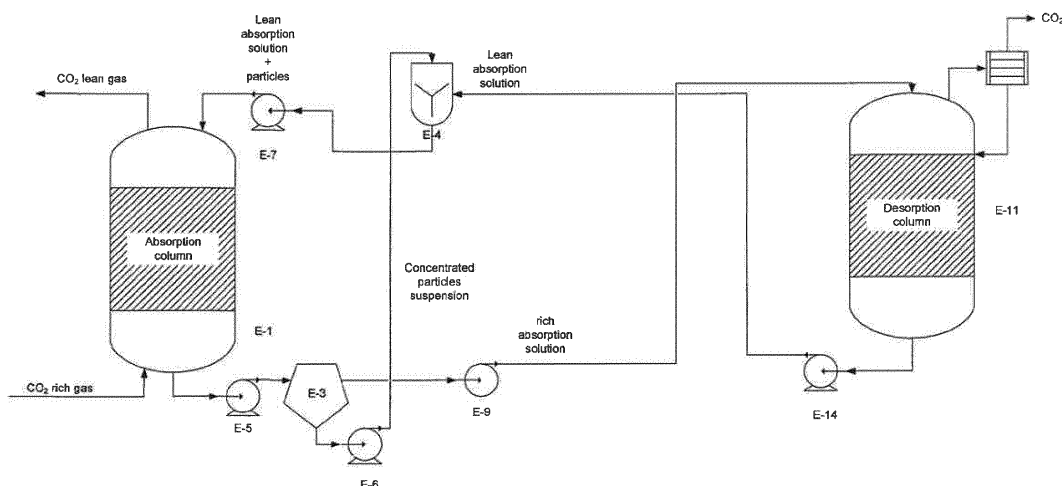 CO₂
Lean
absorption
solution
+
particles
Lean
absorption
solution
CO₂ lean gas
E-4
E-7
E-11
Desorption
column
Absorption
column
Concentrated
particles
suspension
E-1
rich
absorption
solution
CO₂ rich gas
E-3
E-5
E-9
E-14
E-6